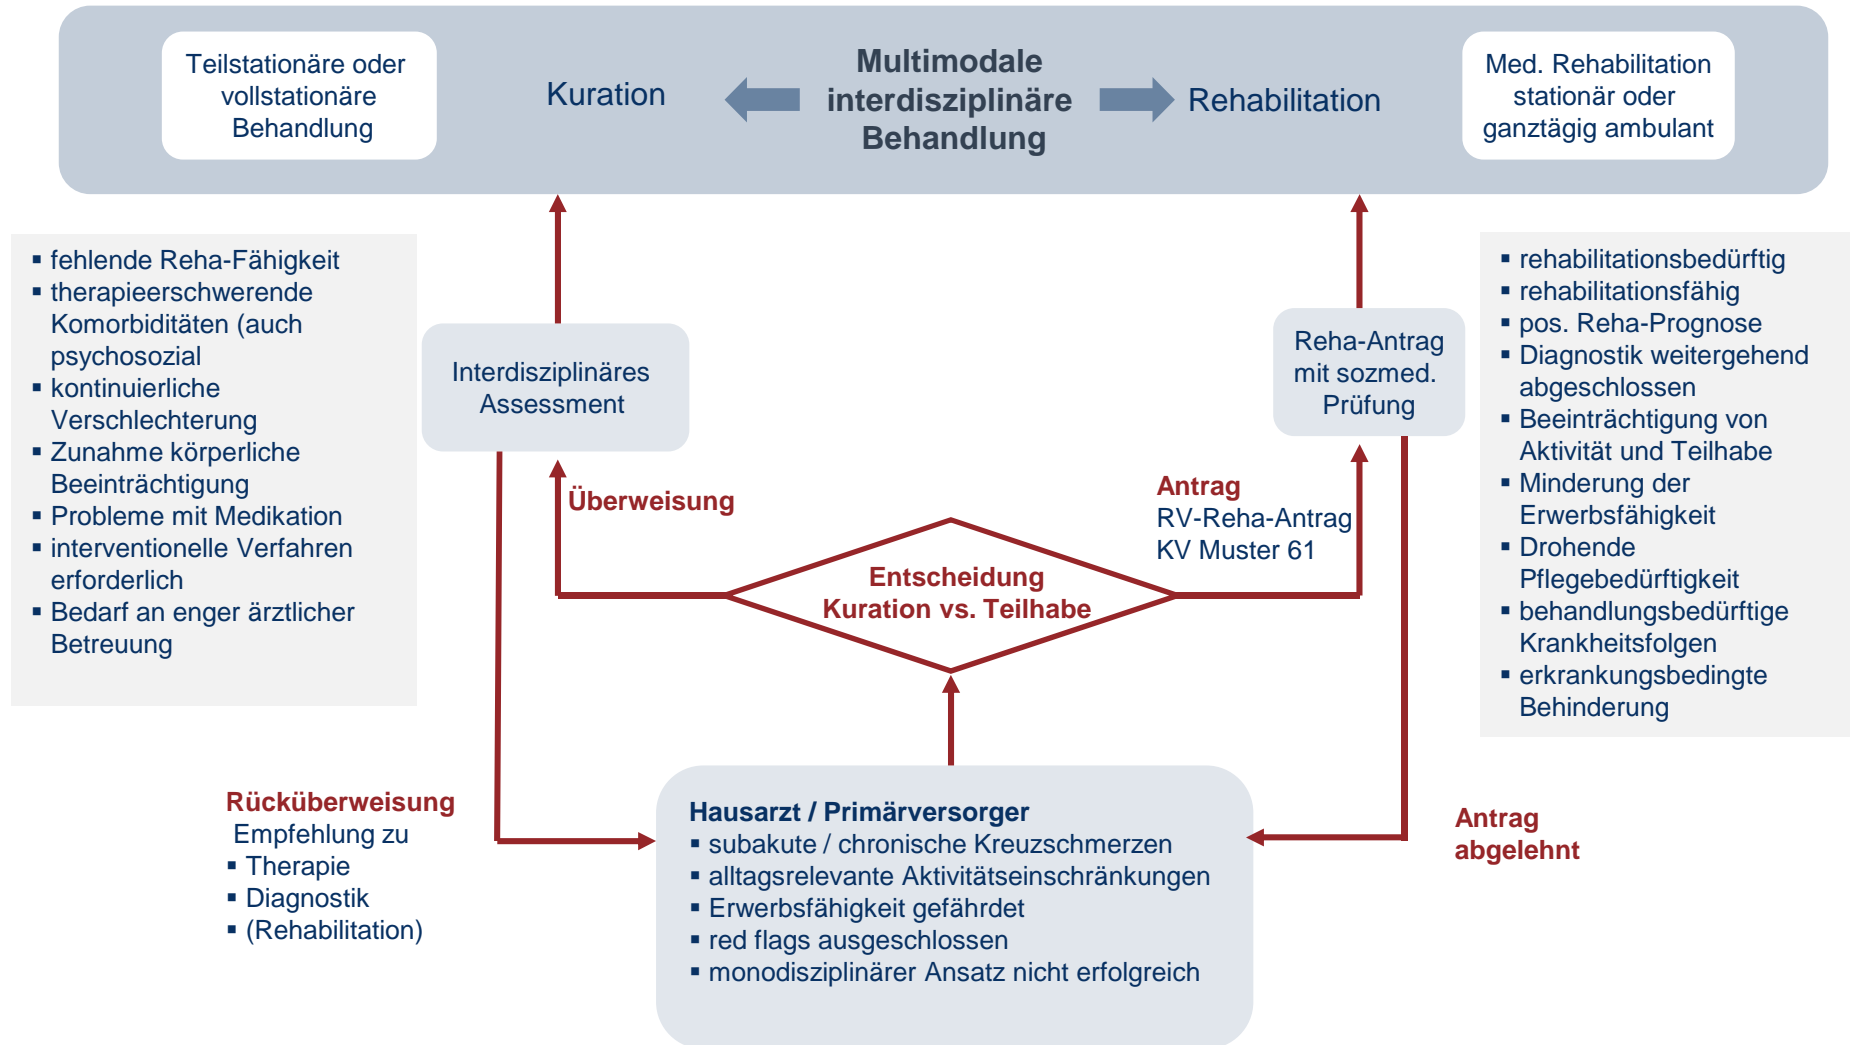 Teilstationäre oder
vollstationäre
Behandlung
Kuration
Multimodale
interdisziplinäre
Behandlung
Rehabilitation
Med. Rehabilitation
stationär oder
ganztägig ambulant
▪ fehlende Reha-Fähigkeit
▪ therapieerschwerende
Komorbiditäten (auch
psychosozial
▪ kontinuierliche
Verschlechterung
▪ Zunahme körperliche
Beeinträchtigung
▪ Probleme mit Medikation
▪ interventionelle Verfahren
erforderlich
▪ Bedarf an enger ärztlicher
Betreuung
Interdisziplinäres
Assessment
Reha-Antrag
mit sozmed.
Prüfung
▪ rehabilitationsbedürftig
▪ rehabilitationsfähig
▪ pos. Reha-Prognose
▪ Diagnostik weitergehend
abgeschlossen
▪ Beeinträchtigung von
Aktivität und Teilhabe
▪ Minderung der
Erwerbsfähigkeit
▪ Drohende
Pflegebedürftigkeit
▪ behandlungsbedürftige
Krankheitsfolgen
▪ erkrankungsbedingte
Behinderung
Überweisung
Antrag
RV-Reha-Antrag
KV Muster 61
Entscheidung
Kuration vs. Teilhabe
Rücküberweisung
Empfehlung zu
▪ Therapie
▪ Diagnostik
▪ (Rehabilitation)
Hausarzt / Primärversorger
▪ subakute / chronische Kreuzschmerzen
▪ alltagsrelevante Aktivitätseinschränkungen
▪ Erwerbsfähigkeit gefährdet
▪ red flags ausgeschlossen
▪ monodisziplinärer Ansatz nicht erfolgreich
Antrag
abgelehnt